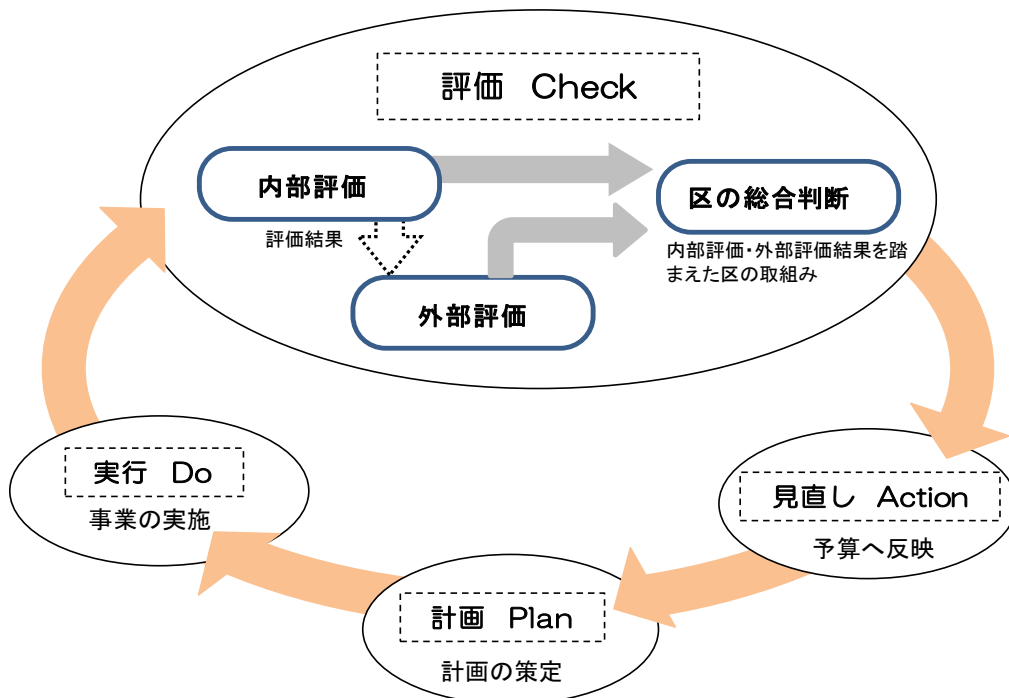 評価　Check
内部評価
区の総合判断
評価結果
内部評価・外部評価結果を踏
まえた区の取組み
外部評価
実行　Do
事業の実施
見直し　Action
予算へ反映
計画　Plan
計画の策定